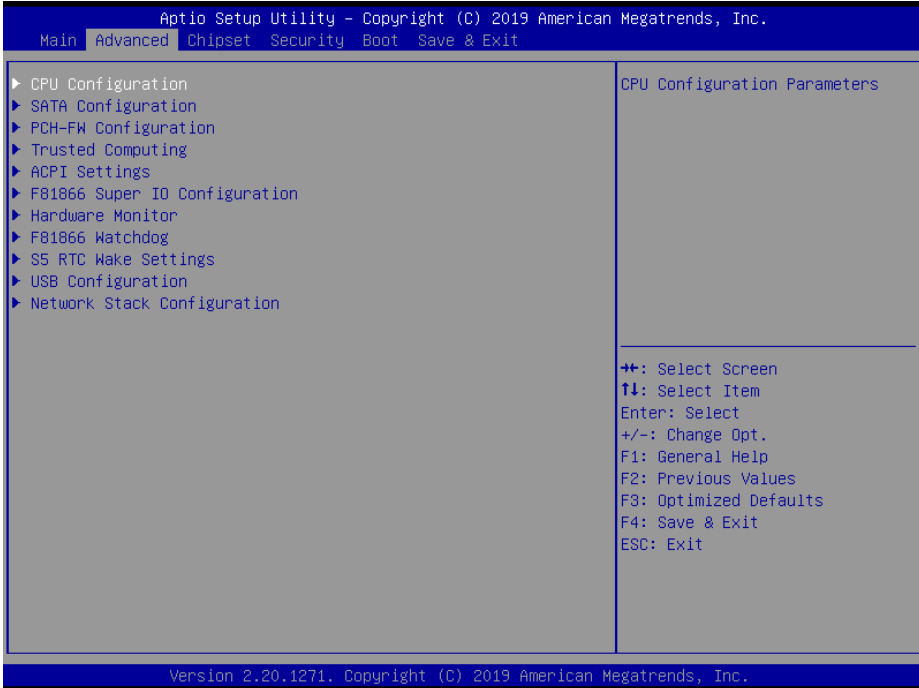 Aptio Setup Utility – Copyright (C) 2019 American Megatrends, Inc.
Main Advanced Chipset Security Boot Save & Exit
CPU Configuration
SATA Configuration
PCH-FW Configuration
Trusted Computing
ACPI Settings
F81866 Super IO Configuration
Hardware Monitor
F81866 Watchdog
S5 RTC Wake Settings
USB Configuration
Network Stack Configuration
CPU Configuration Parameters
→←: Select Screen
↑↓: Select Item
Enter: Select
+/-: Change Opt.
F1: General Help
F2: Previous Values
F3: Optimized Defaults
F4: Save & Exit
ESC: Exit
Version 2.20.1271. Copyright (C) 2019 American Megatrends, Inc.